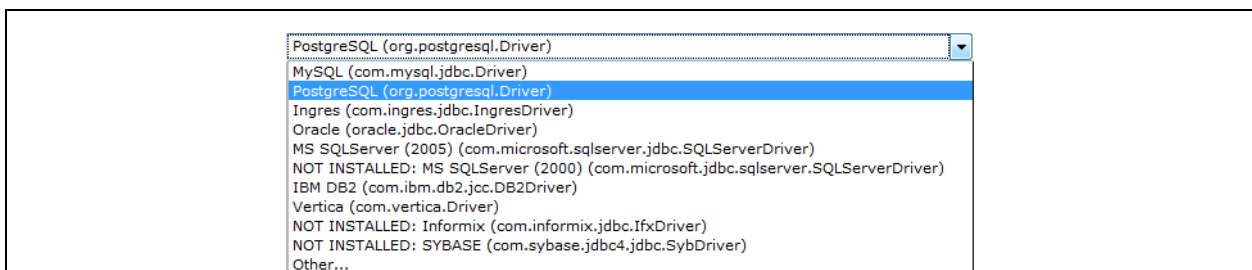 PostgreSQL (org.postgresql.Driver)
MySQL (com.mysql.jdbc.Driver)
PostgreSQL (org.postgresql.Driver)
Ingres (com.ingres.jdbc.IngresDriver)
Oracle (oracle.jdbc.OracleDriver)
MS SQLServer (2005) (com.microsoft.sqlserver.jdbc.SQLServerDriver)
NOT INSTALLED: MS SQLServer (2000) (com.microsoft.jdbc.sqlserver.SQLServerDriver)
IBM DB2 (com.ibm.db2.jcc.DB2Driver)
Vertica (com.vertica.Driver)
NOT INSTALLED: Informix (com.informix.jdbc.IfxDriver)
NOT INSTALLED: SYBASE (com.sybase.jdbc4.jdbc.SybDriver)
Other...